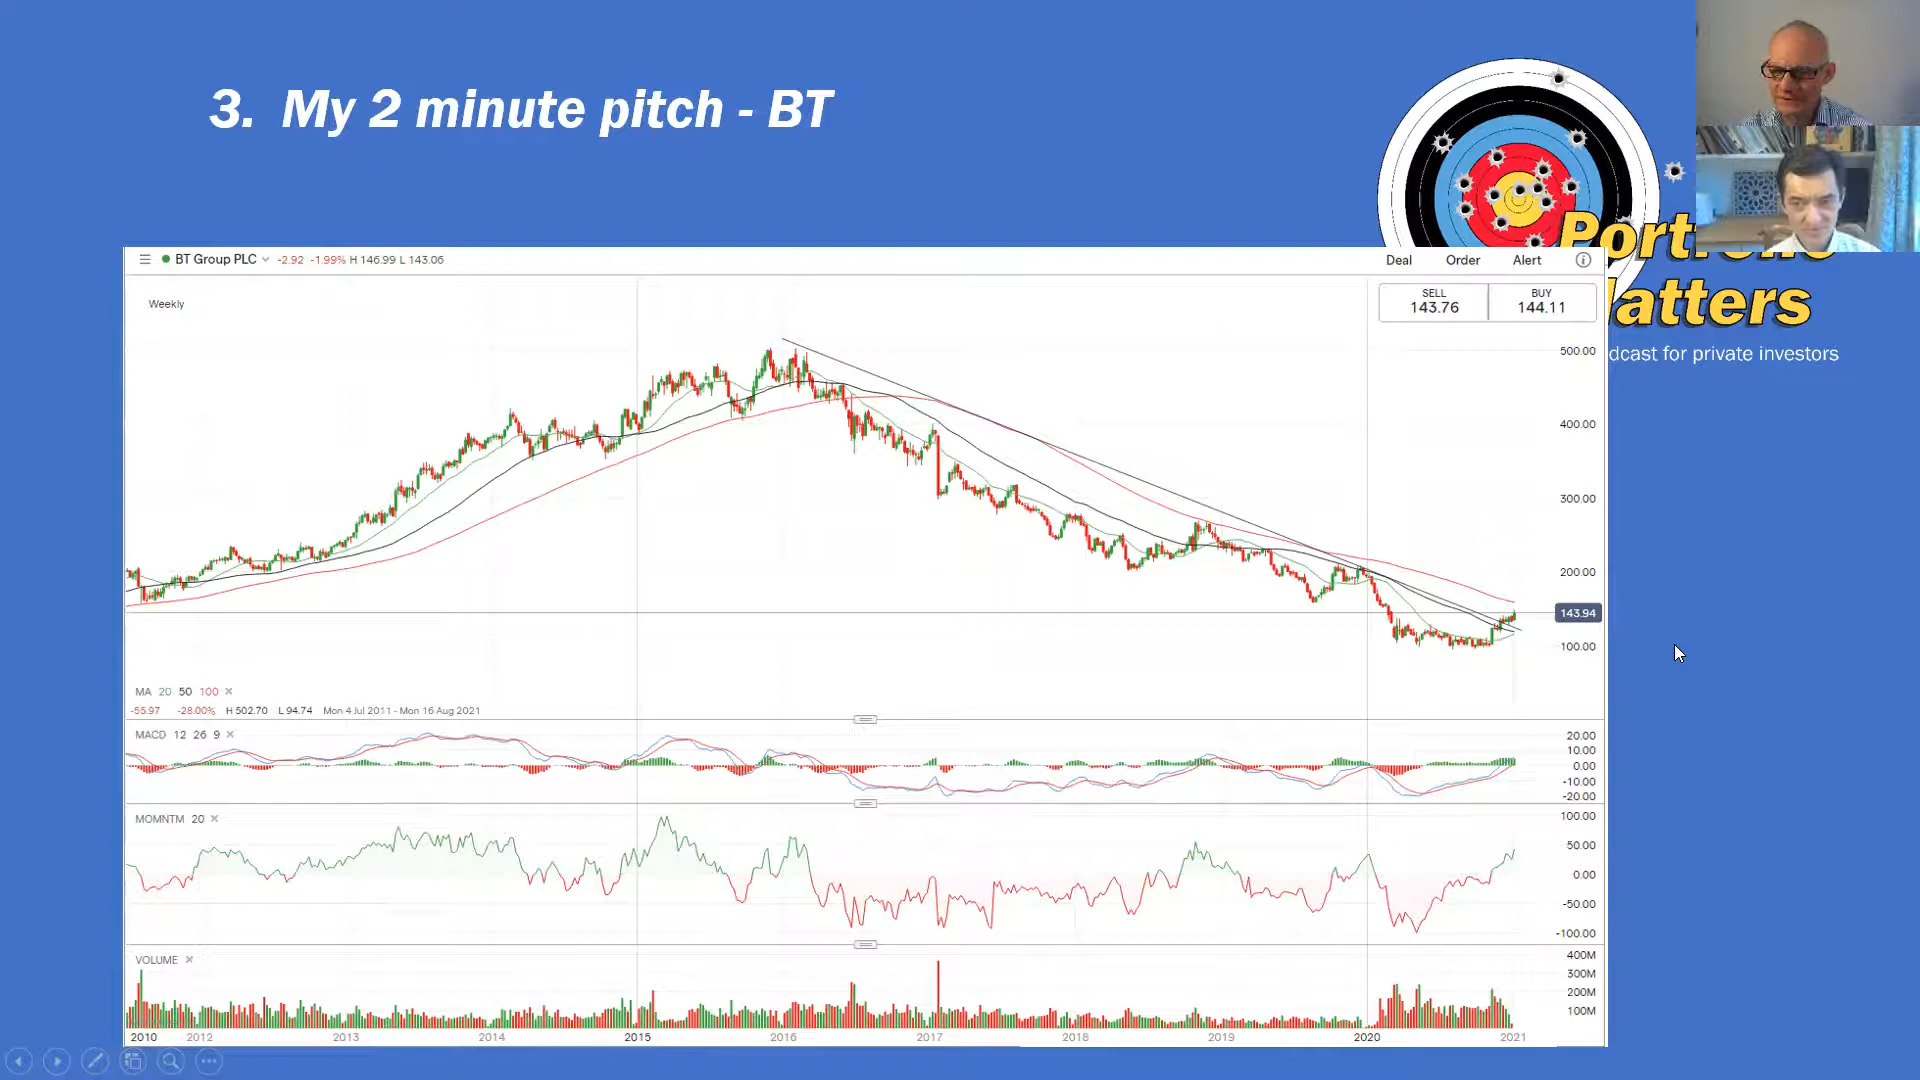 3. My 2 minute pitch - BT
Matters
dcast for private investors
BT Group PLC -2.92 -1.99% H 146.99 L 143.06
Deal Order Alert
Weekly
SELL BUY
143.76 144.11
500.00
400.00
300.00
200.00
143.94
100.00
MA 20 50 100
-55.97 -28.00% H 502.70 L 94.74 Mon 4 Jul 2011 - Mon 16 Aug 2021
MACD 12 26 9
20.00
10.00
0.00
-10.00
-20.00
MOMNTM 20
100.00
50.00
0.00
-50.00
-100.00
VOLUME
400M
300M
200M
100M
2010 2012 2013 2014 2015 2016 2017 2018 2019 2020 2021